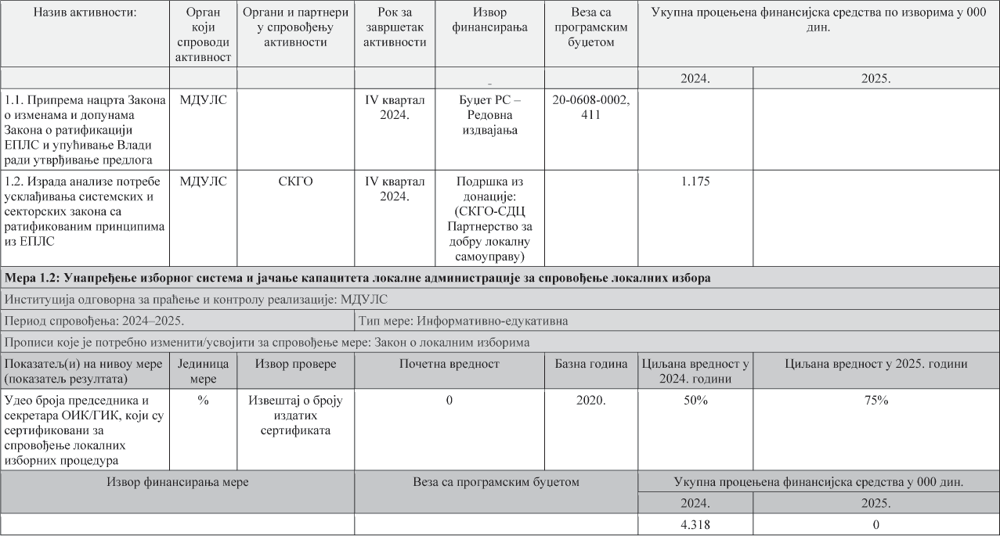 Назив активности:
Орган
који
спроводи
активност
Органи и партнери
у спровођењу
активности
Рок за
завршетак
активности
Извор
финансирања
Веза са
програмским
буџетом
Укупна процењена финансијска средства по изворима у 000
дин.
-
2024.
2025.
1.1. Припрема нацрта Закона
о изменама и допунама
Закона о ратификацији
ЕПЛС и упућивање Влади
ради утврђивање предлога
МДУЛС
IV квартал
2024.
Буџет РС –
Редовна
издвајања
20-0608-0002,
411
1.2. Израда анализе потребе
усклађивања системских и
секторских закона са
ратификованим принципима
из ЕПЛС
МДУЛС
СКГО
IV квартал
2024.
Подршка из
донације:
(СКГО-СДЦ
Партнерство за
добру локалну
самоуправу)
1.175
Мера 1.2: Унапређење изборног система и јачање капацитета локалне администрације за спровођење локалних избора
Институција одговорна за праћење и контролу реализације: МДУЛС
Период спровођења: 2024–2025.
Тип мере: Информативно-едукативна
Прописи које је потребно изменити/усвојити за спровођење мере: Закон о локалним изборима
Показатељ(и) на нивоу мере
(показатељ резултата)
Јединица
мере
Извор провере
Почетна вредност
Базна година
Циљана вредност у
2024. години
Циљана вредност у 2025. години
Удео броја председника и
секретара ОИК/ГИК, који су
сертификовани за
спровођење локалних
изборних процедура
%
Извештај о броју
издатих
сертификата
0
2020.
50%
75%
Извор финансирања мере
Веза са програмским буџетом
Укупна процењена финансијска средства у 000 дин.
2024.
2025.
4.318
0